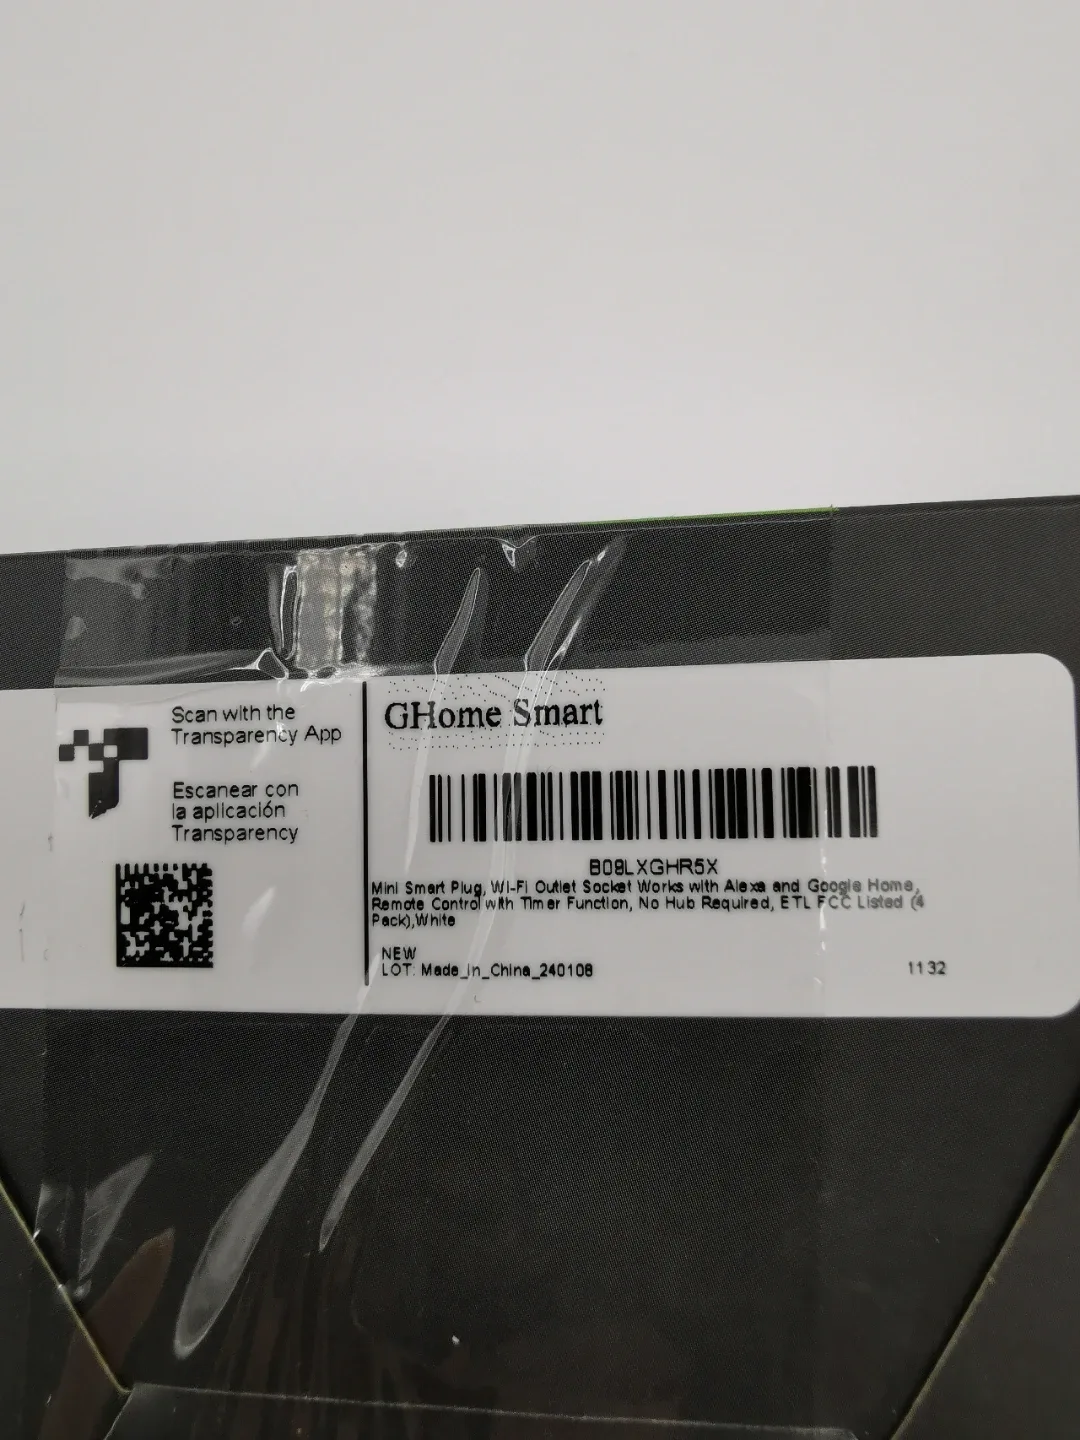 Scan with the
Transparency App
Escanear con
la aplicación
Transparency
GHome Smart
B09LXGHR5X
Mini Smart Plug, Wi-Fi Outlet Socket Works with Alexa and Google Home,
Remote Control with Timer Function, No Hub Required, ETL FCC Listed (4
Pack),White
NEW
LOT: Made_in_China_240108
1132